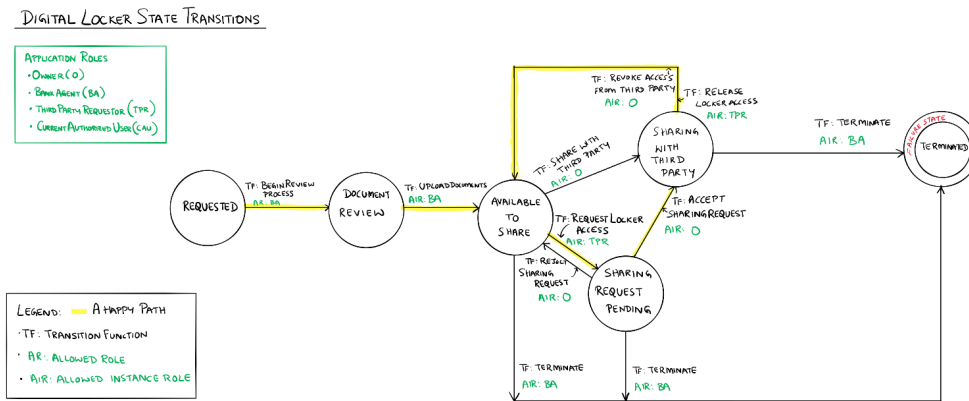 DIGITAL LOCKER STATE TRANSITIONS
APPLICATION ROLES
• OWNER (O)
• BANK AGENT (BA)
• THIRD PARTY REQUESTOR (TPR)
• CURRENT AUTHORIZED USER (CAU)
TF: REVOKE ACCESS
FROM THIRD PARTY
AIR: O
TF: RELEASE
LOCKER ACCESS
AIR: TPR
TF: SHARE WITH
THIRD PARTY
AIR: O
SHARING
WITH
THIRD
PARTY
TF: TERMINATE
AIR: BA
FAILURE STATE
TERMINATED
REQUESTED
TF: BEGIN REVIEW
PROCESS
AR: BA
DOCUMENT
REVIEW
TF: UPLOAD DOCUMENTS
AIR: BA
AVAILABLE
TO
SHARE
TF: REQUEST LOCKER
ACCESS
AIR: TPR
TF: ACCEPT
SHARING REQUEST
AIR: O
SHARING
REQUEST
AIR: O
SHARING
REQUEST
PENDING
TF: TERMINATE
AIR: BA
TF: TERMINATE
AIR: BA
LEGEND: A HAPPY PATH
• TF: TRANSITION FUNCTION
• AR: ALLOWED ROLE
• AIR: ALLOWED INSTANCE ROLE